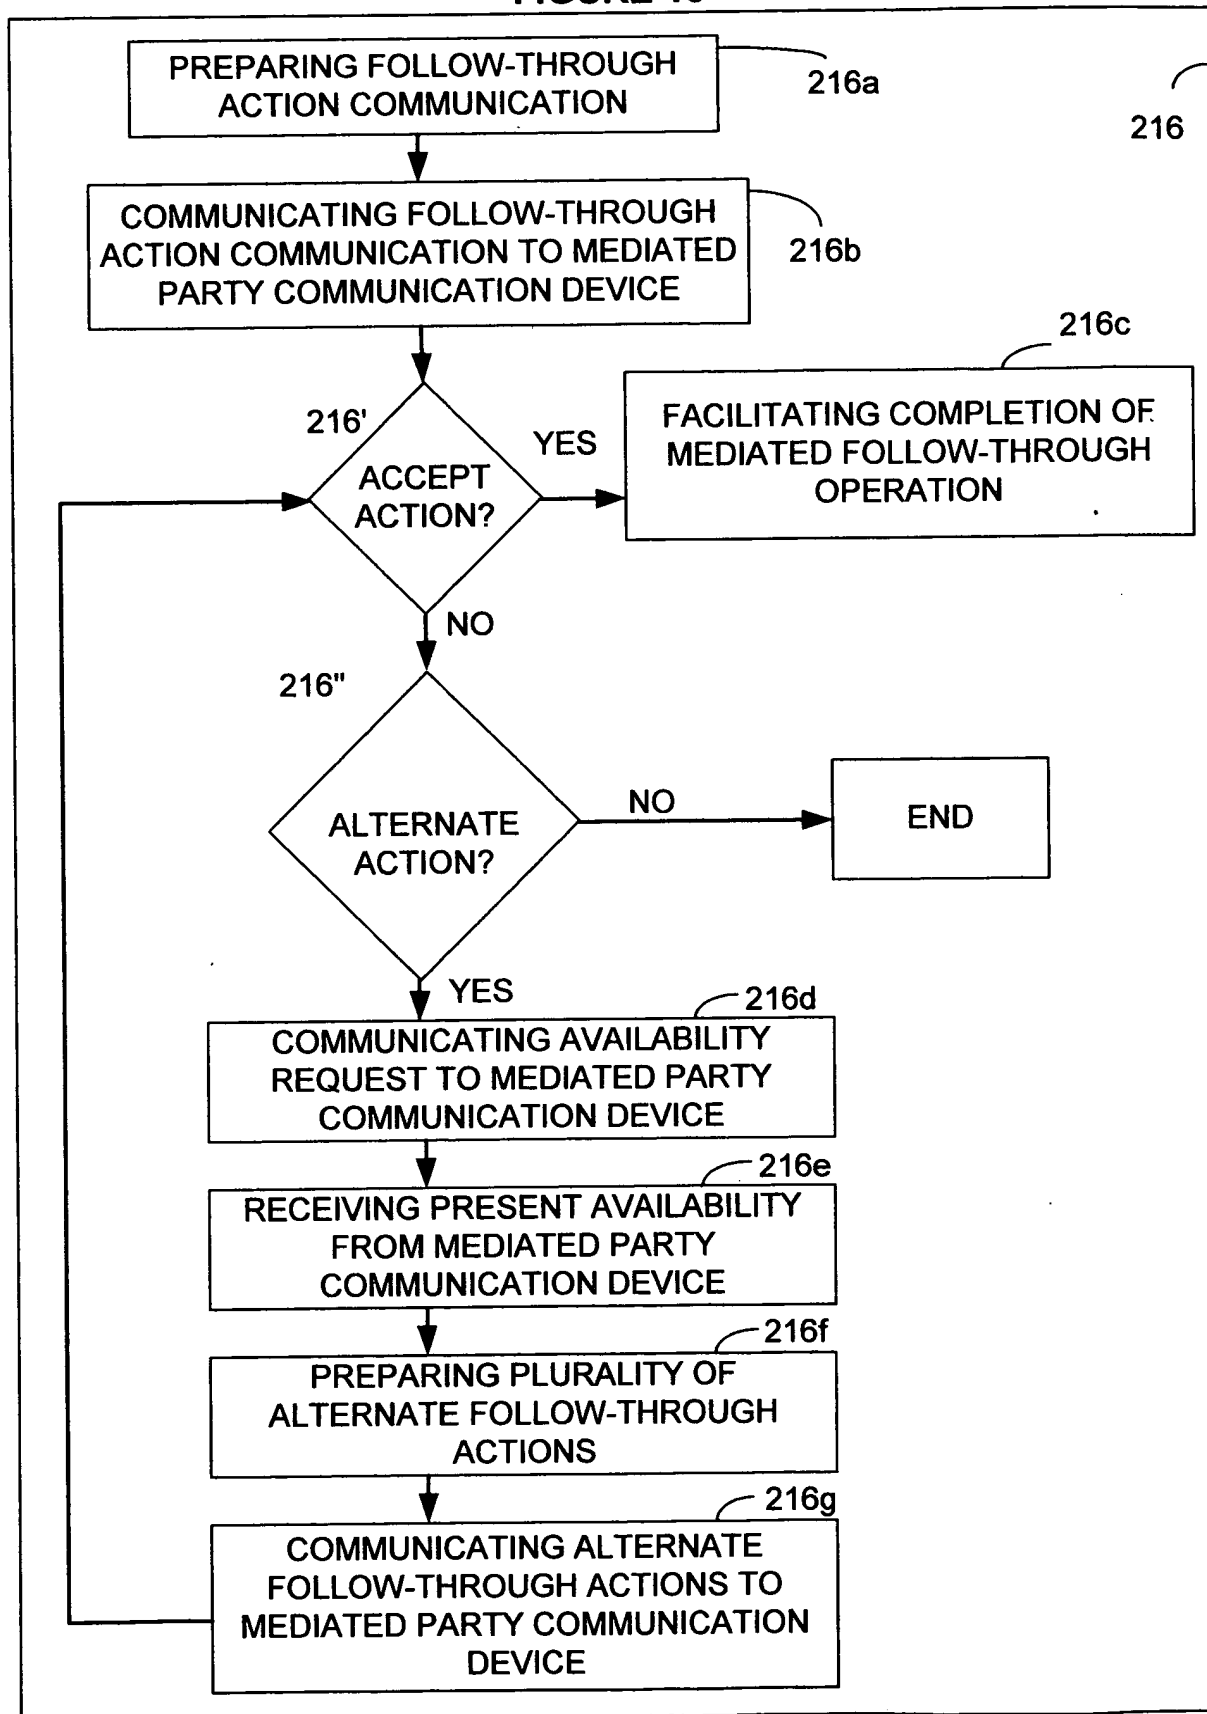 PREPARING FOLLOW-THROUGH
ACTION COMMUNICATION
216a
216
COMMUNICATING FOLLOW-THROUGH
ACTION COMMUNICATION TO MEDIATED
PARTY COMMUNICATION DEVICE
216b
216c
FACILITATING COMPLETION OF
MEDIATED FOLLOW-THROUGH
OPERATION
216'
YES
ACCEPT
ACTION?
NO
216"
ALTERNATE
ACTION?
NO
END
YES
216d
COMMUNICATING AVAILABILITY
REQUEST TO MEDIATED PARTY
COMMUNICATION DEVICE
216e
RECEIVING PRESENT AVAILABILITY
FROM MEDIATED PARTY
COMMUNICATION DEVICE
216f
PREPARING PLURALITY OF
ALTERNATE FOLLOW-THROUGH
ACTIONS
216g
COMMUNICATING ALTERNATE
FOLLOW-THROUGH ACTIONS TO
MEDIATED PARTY COMMUNICATION
DEVICE